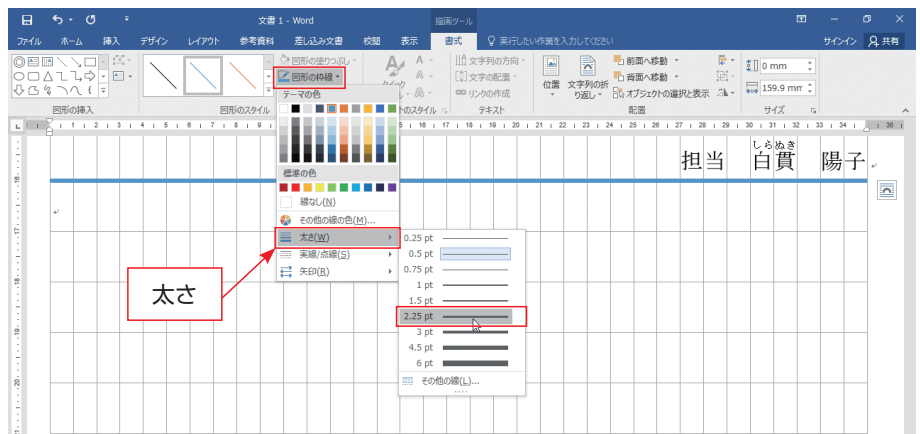 文書 1 - Word
描画ツール
ファイル ホーム 挿入 デザイン レイアウト 参考資料 差し込み文書 校閲 表示 書式 実行したい作業を入力してください サインイン 共有
図形の塗りつぶし
図形の枠線
文字列の方向
文字の配置
リンクの作成
位置 文字列の折り返し
前面へ移動
背面へ移動
オブジェクトの選択と表示
0 mm
159.9 mm
図形の挿入 図形のスタイル テキスト 配置 サイズ
テーマの色
標準の色
線なし(N)
その他の線の色(M)...
太さ(W)
実線/点線(S)
矢印(R)
0.25 pt
0.5 pt
0.75 pt
1 pt
1.5 pt
2.25 pt
3 pt
4.5 pt
6 pt
その他の線(L)...
太さ
しらぬき
担当 白貫 陽子